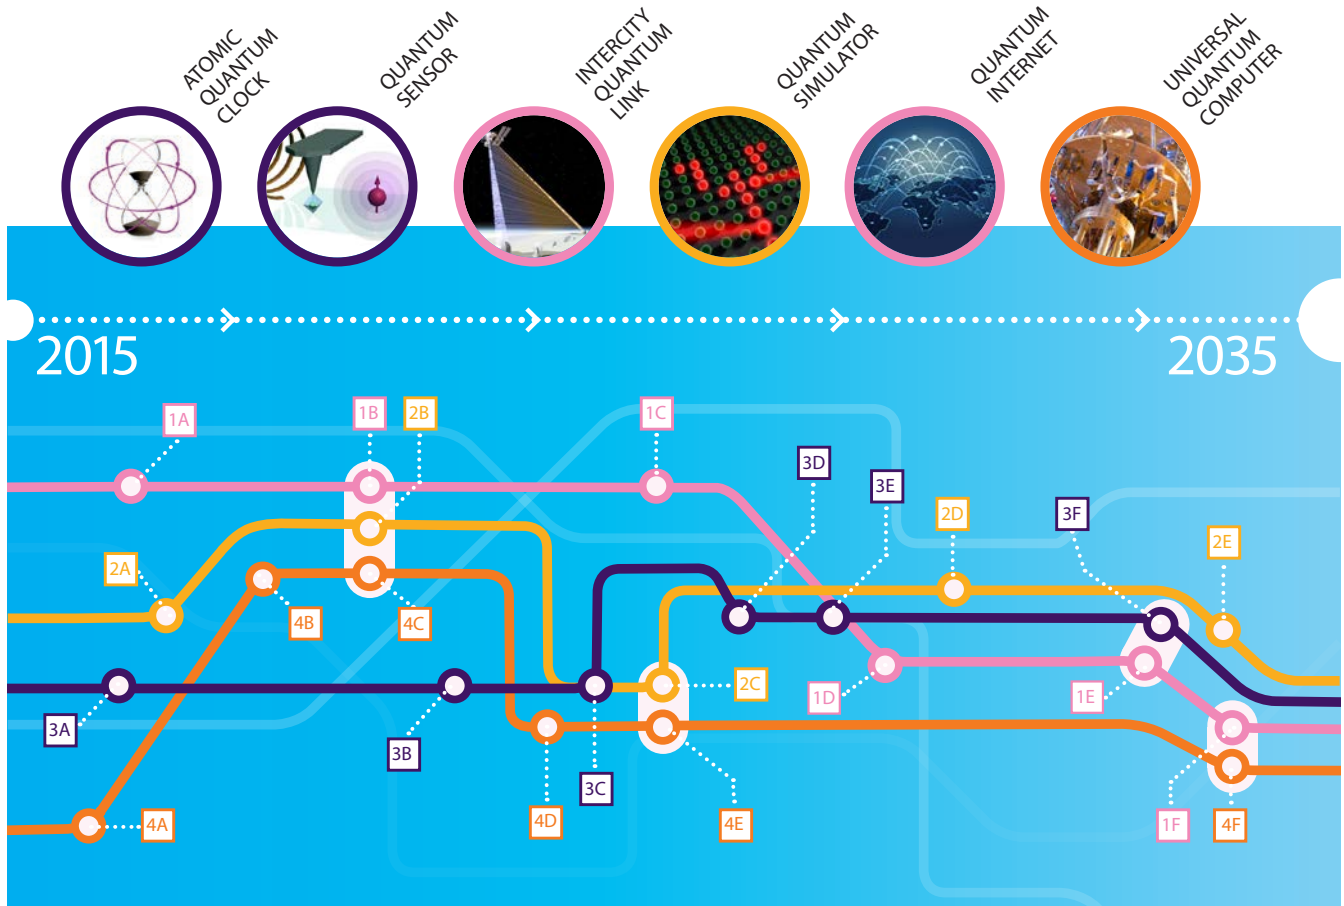 ATOMIC
QUANTUM
CLOCK
QUANTUM
SENSOR
INTERCITY
QUANTUM
LINK
QUANTUM
SIMULATOR
QUANTUM
INTERNET
UNIVERSAL
QUANTUM
COMPUTER
2015
2035
1A
1B
2B
1C
3D
3E
2D
3F
2E
2A
4B
4C
2C
1D
1E
3A
3B
3C
4A
4D
4E
1F
4F